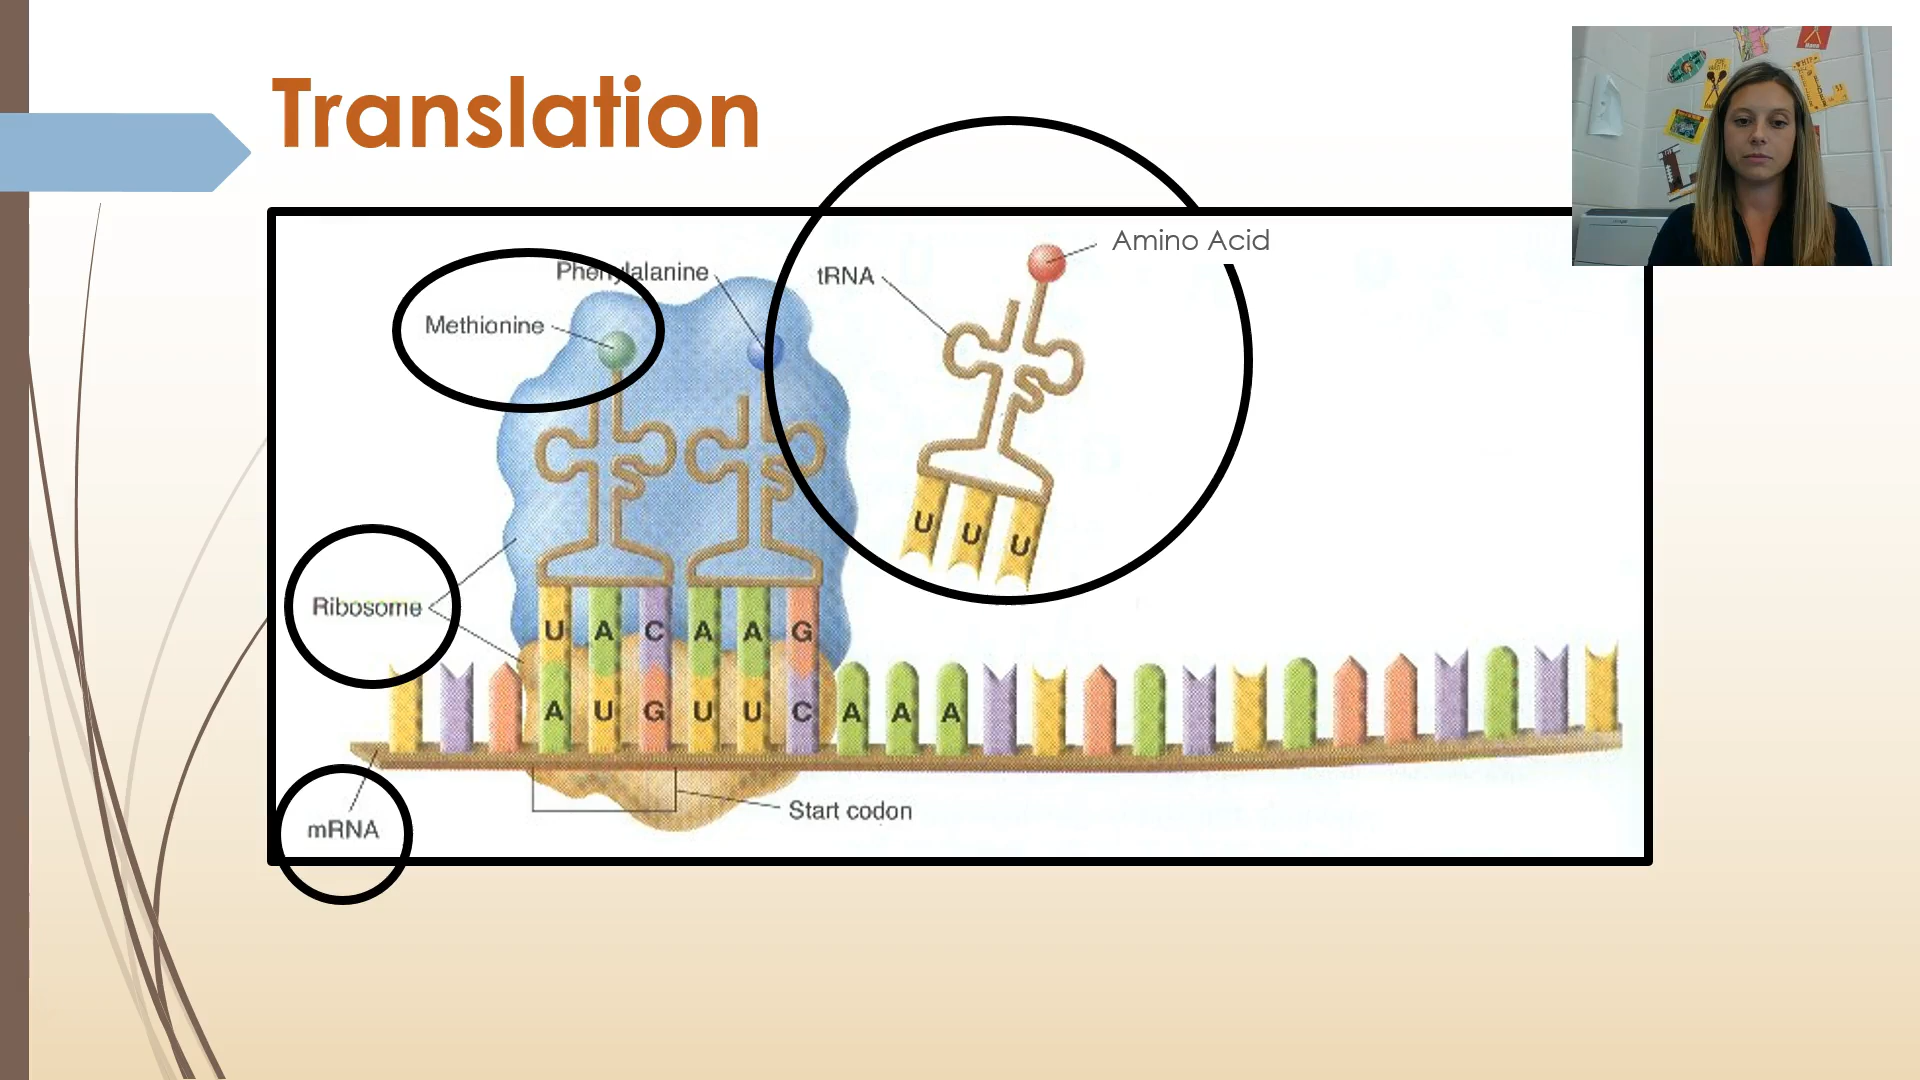 Translation
Amino Acid
Phenylalanine
tRNA
Methionine
U U U
Ribosome
U A C A A G
A U G U U C A A A
Start codon
mRNA